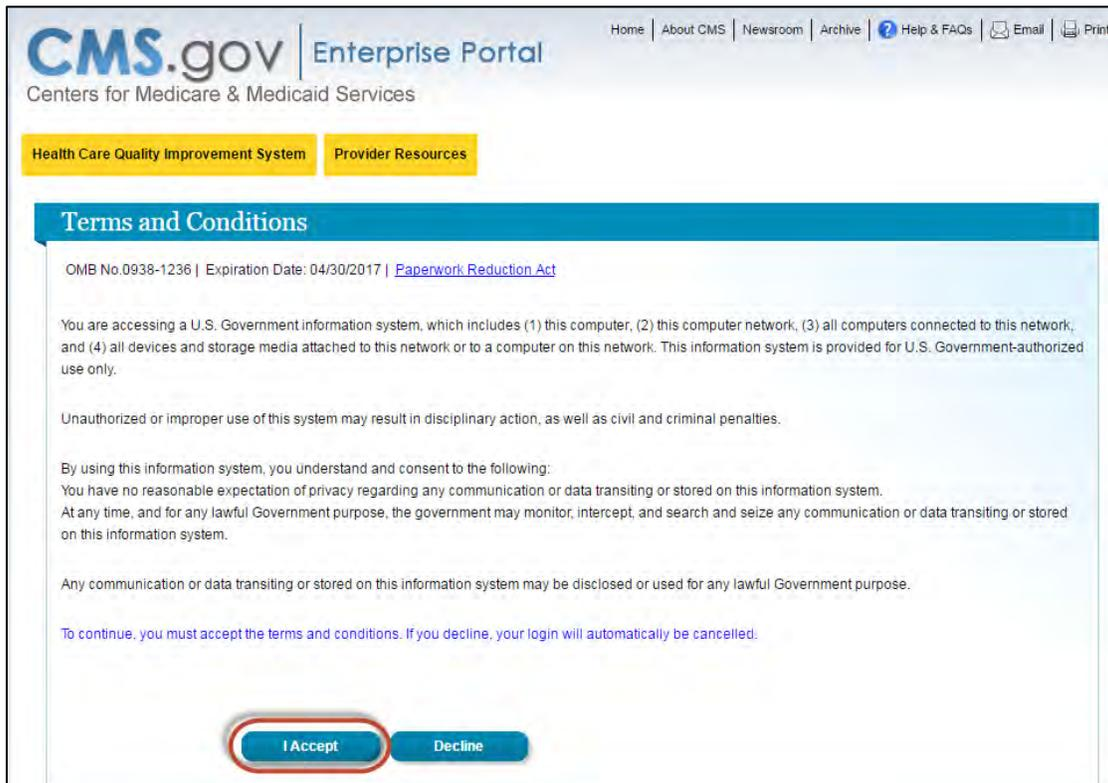 Home | About CMS | Newsroom | Archive | Help & FAQs | Email | Print
CMS.gov | Enterprise Portal
Centers for Medicare & Medicaid Services
Health Care Quality Improvement System Provider Resources
Terms and Conditions
OMB No.0938-1236 | Expiration Date: 04/30/2017 | Paperwork Reduction Act
You are accessing a U.S. Government information system, which includes (1) this computer, (2) this computer network, (3) all computers connected to this network,
and (4) all devices and storage media attached to this network or to a computer on this network. This information system is provided for U.S. Government-authorized
use only.
Unauthorized or improper use of this system may result in disciplinary action, as well as civil and criminal penalties.
By using this information system, you understand and consent to the following:
You have no reasonable expectation of privacy regarding any communication or data transiting or stored on this information system.
At any time, and for any lawful Government purpose, the government may monitor, intercept, and search and seize any communication or data transiting or stored
on this information system.
Any communication or data transiting or stored on this information system may be disclosed or used for any lawful Government purpose.
To continue, you must accept the terms and conditions. If you decline, your login will automatically be cancelled.
I Accept Decline